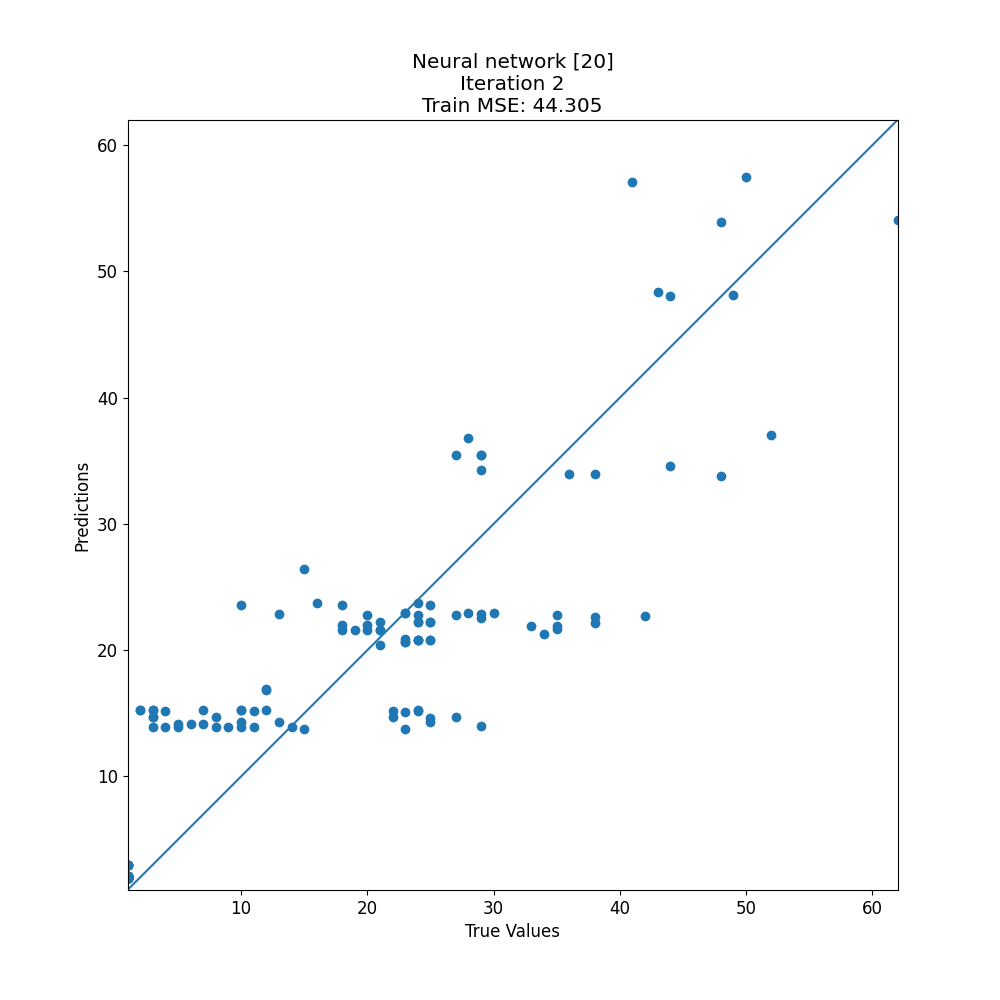 Neural network [20]
Iteration 2
Train MSE: 44.305
60
50
40
30
20
10
Predictions
10 20 30 40 50 60
True Values